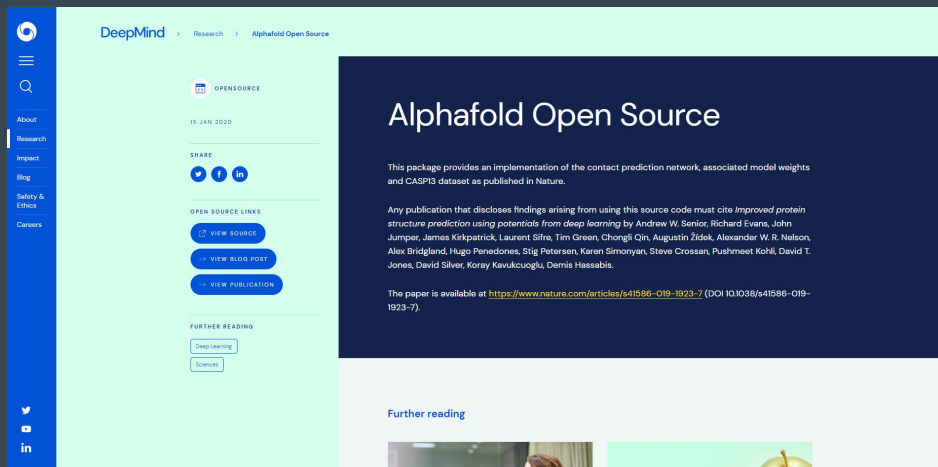 DeepMind > Research > Alphafold Open Source
About
Research
Impact
Blog
Safety &
Ethics
Careers
OPENSOURCE
15 JAN 2020
SHARE
OPEN SOURCE LINKS
VIEW SOURCE
→ VIEW BLOG POST
→ VIEW PUBLICATION
FURTHER READING
Deep Learning
Sciences
Alphafold Open Source
This package provides an implementation of the contact prediction network, associated model weights
and CASP13 dataset as published in Nature.
Any publication that discloses findings arising from using this source code must cite Improved protein
structure prediction using potentials from deep learning by Andrew W. Senior, Richard Evans, John
Jumper, James Kirkpatrick, Laurent Sifre, Tim Green, Chongli Qin, Augustin Žídek, Alexander W. R. Nelson,
Alex Bridgland, Hugo Penedones, Stig Petersen, Karen Simonyan, Steve Crossan, Pushmeet Kohli, David T.
Jones, David Silver, Koray Kavukcuoglu, Demis Hassabis.
The paper is available at https://www.nature.com/articles/s41586-019-1923-7 (DOI 10.1038/s41586-019-
1923-7).
Further reading